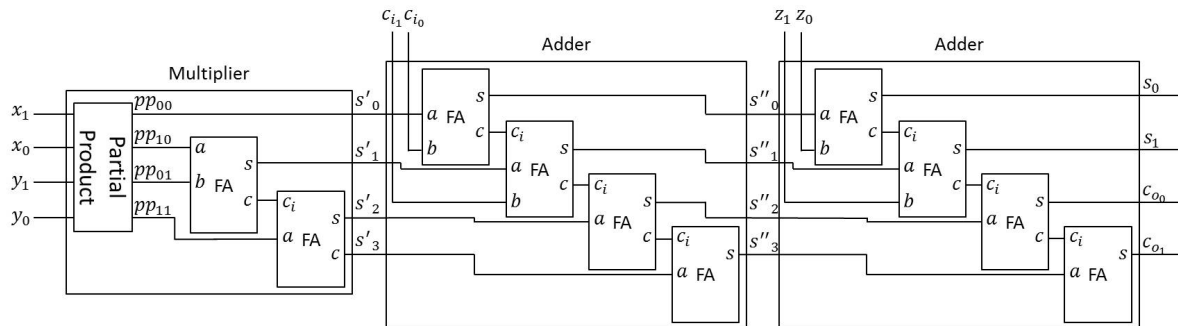 c_{i_1} c_{i_0}
z_1 z_0
Multiplier
Adder
Adder
x_1
x_0
y_1
y_0
Partial Product
pp_{00}
pp_{10}
pp_{01}
pp_{11}
a
b
FA
s
c
c_i
a
FA
s
c
s'_0
s'_1
s'_2
s'_3
a
b
FA
s
c
c_i
a
b
FA
s
c
c_i
a
FA
s
c
c_i
a
FA
s
s''_0
s''_1
s''_2
s''_3
a
b
FA
s
c
c_i
a
b
FA
s
c
c_i
a
FA
s
c
c_i
a
FA
s
s_0
s_1
c_{o_0}
c_{o_1}